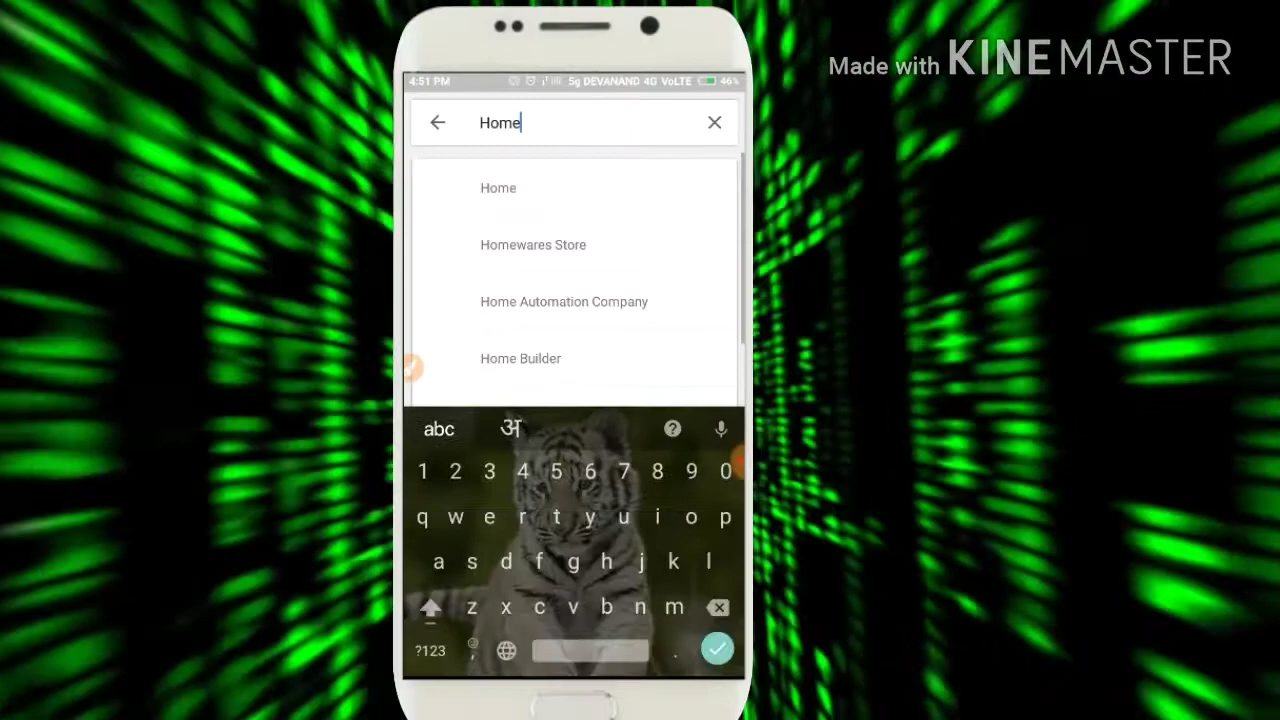 Made with KINEMASTER
4:51 PM 5g DEVANAND 4G VoLTE 46%
Home
Home
Homewares Store
Home Automation Company
Home Builder
abc अ ?
1 2 3 4 5 6 7 8 9 0
q w e r t y u i o p
a s d f g h j k l
z x c v b n m
?123 , .